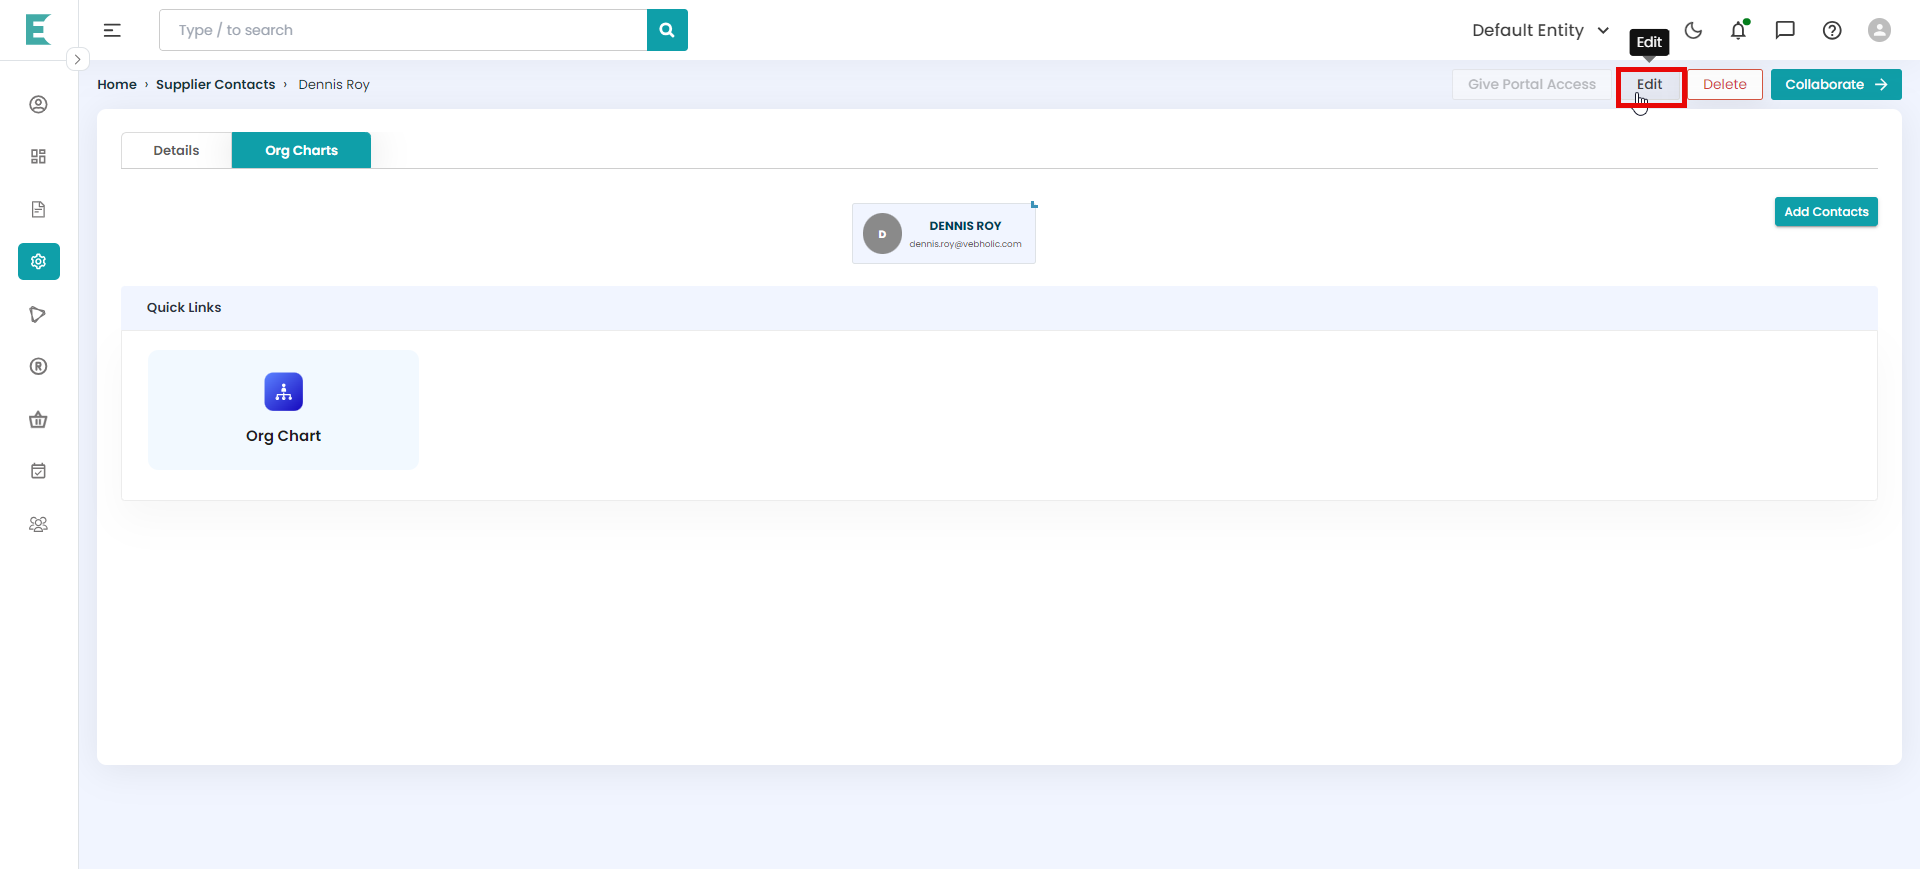 Type / to search
Default Entity
Edit
Home › Supplier Contacts › Dennis Roy
Give Portal Access
Edit
Delete
Collaborate
Details
Org Charts
D
DENNIS ROY
dennis.roy@vebholic.com
Add Contacts
Quick Links
Org Chart